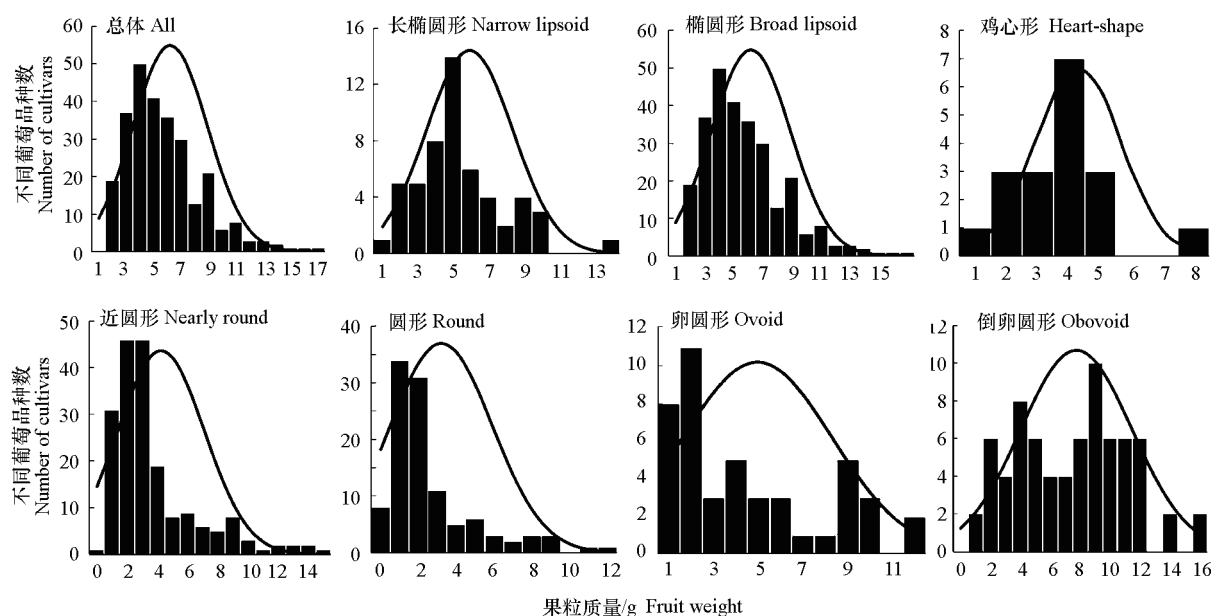 总体 All
长椭圆形 Narrow lipsoid
椭圆形 Broad lipsoid
鸡心形 Heart-shape
不同葡萄品种数
Number of cultivars
60
50
40
30
20
10
0
1 3 5 7 9 11 13 15 17
16
12
8
4
0
1 3 5 7 9 11 13
60
50
40
30
20
10
0
1 3 5 7 9 11 13 15
8
7
6
5
4
3
2
1
0
1 2 3 4 5 6 7 8
近圆形 Nearly round
圆形 Round
卵圆形 Ovoid
倒卵圆形 Obovoid
不同葡萄品种数
Number of cultivars
50
40
30
20
10
0
0 2 4 6 8 10 12 14
40
30
20
10
0
0 2 4 6 8 10 12
12
10
8
6
4
2
0
1 3 5 7 9 11
12
10
8
6
4
2
0
0 2 4 6 8 10 12 14 16
果粒质量/g Fruit weight